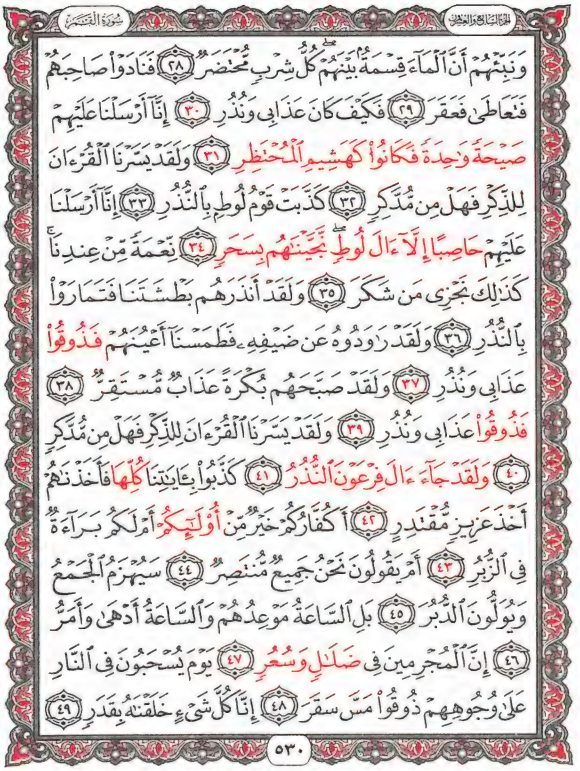 الجزء السابع والعشرون
سورة القمر
وَنَبِّئْهُمْ أَنَّ ٱلْمَآءَ قِسْمَةٌۢ بَيْنَهُمْ ۖ كُلُّ شِرْبٍ مُّحْتَضَرٌ ٢٨ فَنَادَوْا۟ صَاحِبَهُمْ
فَتَعَاطَىٰ فَعَقَرَ ٢٩ فَكَيْفَ كَانَ عَذَابِى وَنُذُرِ ٣٠ إِنَّآ أَرْسَلْنَا عَلَيْهِمْ
صَيْحَةً وَٰحِدَةً فَكَانُوا۟ كَهَشِيمِ ٱلْمُحْتَظِرِ ٣١ وَلَقَدْ يَسَّرْنَا ٱلْقُرْءَانَ
لِلذِّكْرِ فَهَلْ مِن مُّدَّكِرٍ ٣٢ كَذَّبَتْ قَوْمُ لُوطٍۭ بِٱلنُّذُرِ ٣٣ إِنَّآ أَرْسَلْنَا
عَلَيْهِمْ حَاصِبًا إِلَّآ ءَالَ لُوطٍ ۖ نَّجَّيْنَٰهُم بِسَحَرٍ ٣٤ نِّعْمَةً مِّنْ عِندِنَا ۚ
كَذَٰلِكَ نَجْزِى مَن شَكَرَ ٣٥ وَلَقَدْ أَنذَرَهُم بَطْشَتَنَا فَتَمَارَوْا۟
بِٱلنُّذُرِ ٣٦ وَلَقَدْ رَٰوَدُوهُ عَن ضَيْفِهِۦ فَطَمَسْنَآ أَعْيُنَهُمْ فَذُوقُوا۟
عَذَابِى وَنُذُرِ ٣٧ وَلَقَدْ صَبَّحَهُم بُكْرَةً عَذَابٌ مُّسْتَقِرٌّ ٣٨
فَذُوقُوا۟ عَذَابِى وَنُذُرِ ٣٩ وَلَقَدْ يَسَّرْنَا ٱلْقُرْءَانَ لِلذِّكْرِ فَهَلْ مِن مُّدَّكِرٍ
٤٠ وَلَقَدْ جَآءَ ءَالَ فِرْعَوْنَ ٱلنُّذُرُ ٤١ كَذَّبُوا۟ بِـَٔايَٰتِنَا كُلِّهَا فَأَخَذْنَٰهُمْ
أَخْذَ عَزِيزٍ مُّقْتَدِرٍ ٤٢ أَكُفَّارُكُمْ خَيْرٌ مِّنْ أُو۟لَٰٓئِكُمْ أَمْ لَكُم بَرَآءَةٌ
فِى ٱلزُّبُرِ ٤٣ أَمْ يَقُولُونَ نَحْنُ جَمِيعٌ مُّنتَصِرٌ ٤٤ سَيُهْزَمُ ٱلْجَمْعُ
وَيُوَلُّونَ ٱلدُّبُرَ ٤٥ بَلِ ٱلسَّاعَةُ مَوْعِدُهُمْ وَٱلسَّاعَةُ أَدْهَىٰ وَأَمَرُّ
٤٦ إِنَّ ٱلْمُجْرِمِينَ فِى ضَلَٰلٍ وَسُعُرٍ ٤٧ يَوْمَ يُسْحَبُونَ فِى ٱلنَّارِ
عَلَىٰ وُجُوهِهِمْ ذُوقُوا۟ مَسَّ سَقَرَ ٤٨ إِنَّا كُلَّ شَىْءٍ خَلَقْنَٰهُ بِقَدَرٍ ٤٩
٥٣٠